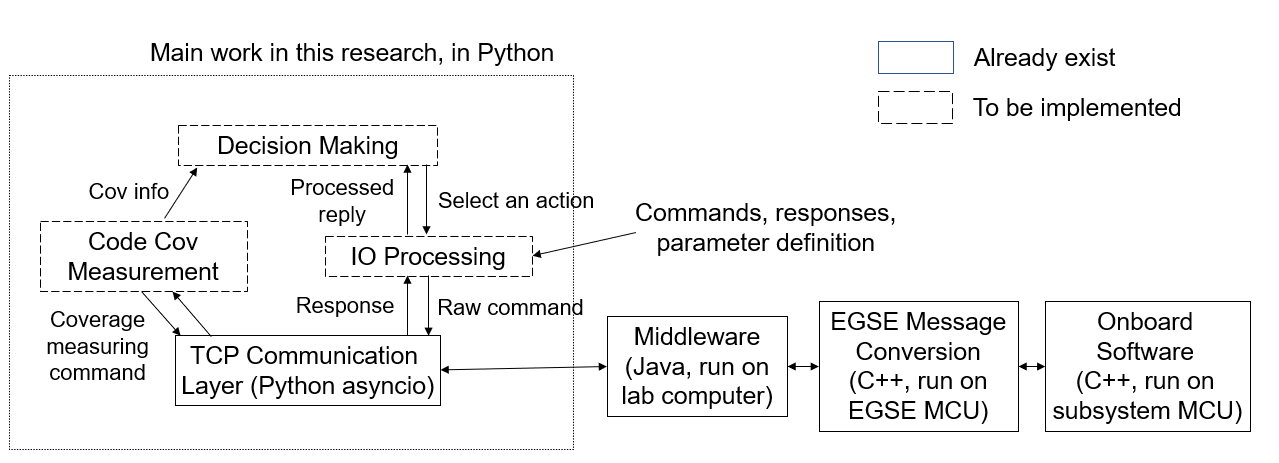 Main work in this research, in Python
Already exist
To be implemented
Decision Making
Cov info
Processed
reply
Select an action
Commands, responses,
parameter definition
Code Cov
Measurement
IO Processing
Response
Raw command
Coverage
measuring
command
TCP Communication
Layer (Python asyncio)
Middleware
(Java, run on
lab computer)
EGSE Message
Conversion
(C++, run on
EGSE MCU)
Onboard
Software
(C++, run on
subsystem MCU)